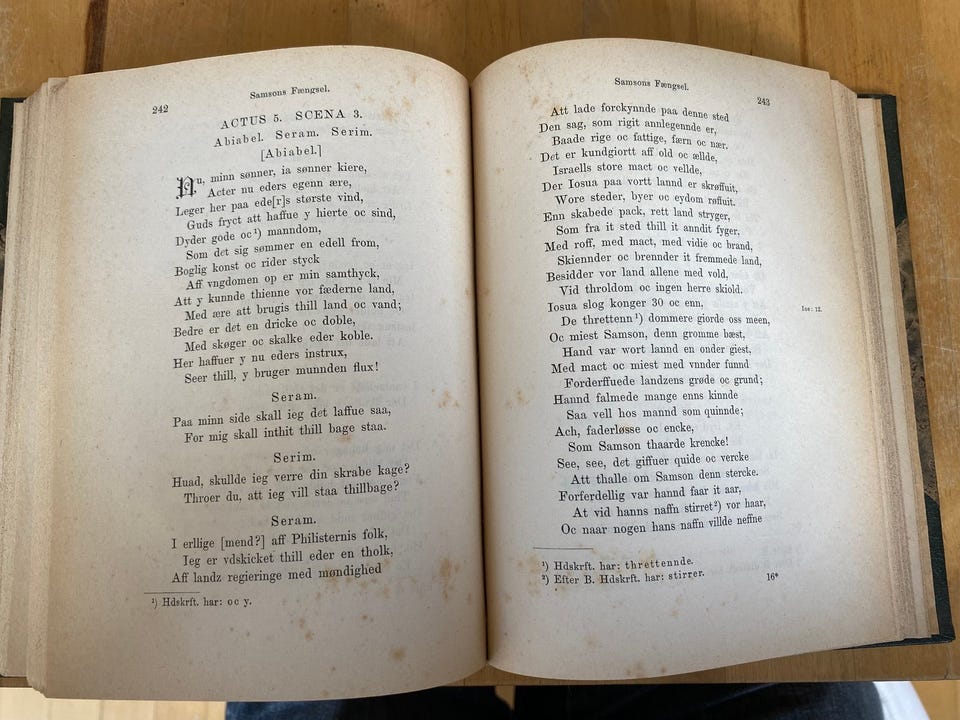 242
Samsons Fængsel.
ACTUS 5. SCENA 3.
Abiabel. Seram. Serim.
[Abiabel.]
Nu, minn sønner, ia sønner kiere,
Acter nu eders egenn ære,
Leger her paa ede[r]s største vind,
Guds fryct att haffue y hierte oc sind,
Dyder gode oc¹) manndom,
Som det sig sømmer en edell from,
Boglig konst oc rider styck
Aff vngdomen op er min samthyck,
Att y kunnde thienne vor fæderne land,
Med ære att brugis thill land oc vand;
Bedre er det en dricke oc doble,
Med skøger oc skalke eder koble.
Her haffuer y nu eders instrux,
Seer thill, y bruger munnden flux!
Seram.
Paa minn side skall ieg det laffue saa,
For mig skall inthit thill bage staa.
Serim.
Huad, skullde ieg verre din skrabe kage?
Throer du, att ieg vill staa thillbage?
Seram.
I erllige [mend?] aff Philisternis folk,
Ieg er vdskicket thill eder en tholk,
Aff landz regieringe med møndighed
¹) Hdskrft. har: oc y.
Samsons Fængsel.
243
Att lade forkynnde paa denne sted
Den sag, som rigit annlegennde er,
Baade rige oc fattige, færn oc nær.
Det er kundgiortt aff old oc ællde,
Israells store mact oc vellde,
Der Iosua paa vortt lannd er skrøffuit,
Wore steder, byer oc eydom røffuit.
Enn skabede pack, rett land stryger,
Som fra it sted thill it anndit fyger,
Med roff, med mact, med vidie oc brand,
Skiennder oc brennder it fremmede land,
Besidder vor land allene med vold,
Vid throldom oc ingen herre skiold.
Iosua slog konger 30 oc enn,
Ios: 12.
De threttenn¹) dommere giorde oss meen,
Oc miest Samson, denn gromme bæst,
Hand var wort lannd en onder giest,
Med mact oc miest med vnnder funnd
Forderffuede landzens grøde oc grund;
Hannd falmede mange enns kinnde
Saa vell hos mannd som quinnde;
Ach, faderløsse oc encke,
Som Samson thaarde krencke!
See, see, det giffuer quide oc vercke
Att thalle om Samson denn stercke.
Forferdellig var hannd faar it aar,
At vid hanns naffn stirret²) vor haar,
Oc naar nogen hans naffn villde neffne
¹) Hdskrft. har: threttennde.
²) Efter B. Hdskrft. har: stirrer.
16*